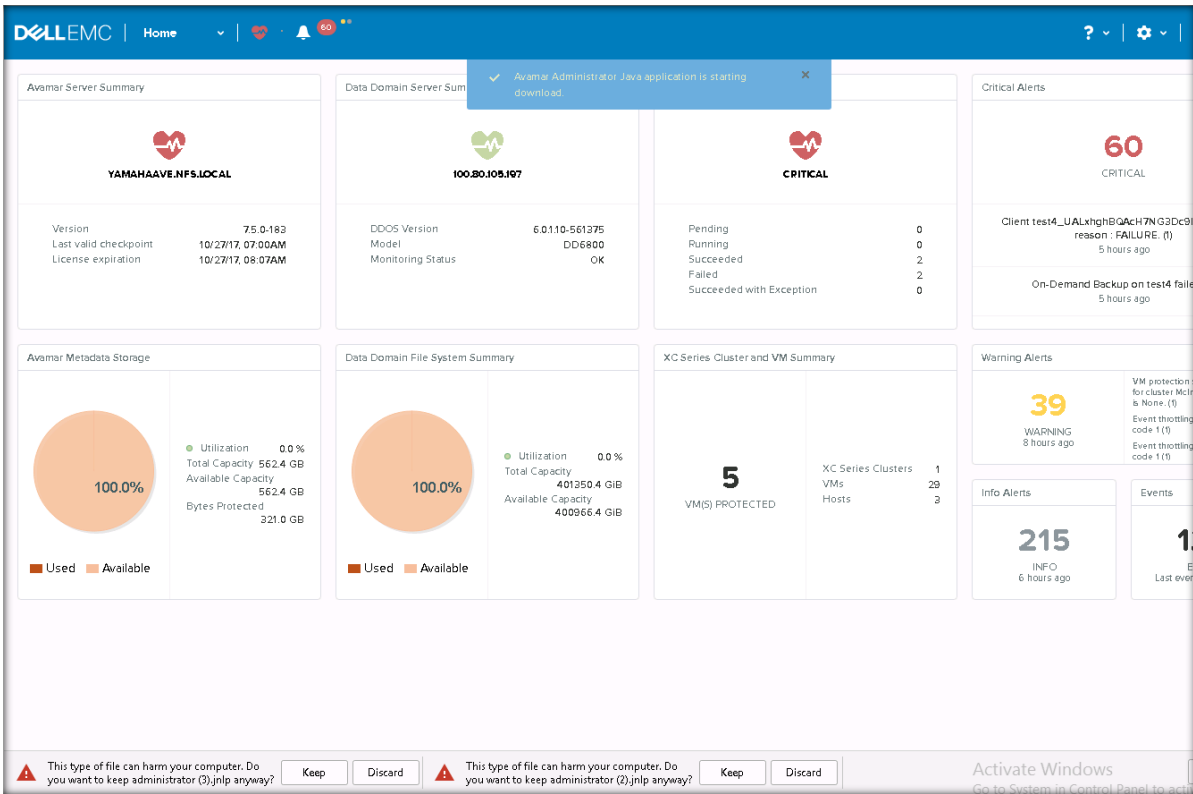 DELLEMC
Home
60
?
Avamar Administrator Java application is starting
download.
Avamar Server Summary
YAMAHAAVE.NFS.LOCAL
Version 7.5.0-183
Last valid checkpoint 10/27/17, 07:00AM
License expiration 10/27/17, 08:07AM
Data Domain Server Sum
100.80.105.197
DDOS Version 6.0.1.10-561375
Model DD6800
Monitoring Status OK
CRITICAL
Pending 0
Running 0
Succeeded 2
Failed 2
Succeeded with Exception 0
Critical Alerts
60
CRITICAL
Client test4_UALxhghBQAcH7NG3Dc9
reason : FAILURE. (1)
5 hours ago
On-Demand Backup on test4 faile
5 hours ago
Avamar Metadata Storage
100.0%
Used Available
Utilization 0.0 %
Total Capacity 562.4 GB
Available Capacity
562.4 GB
Bytes Protected
321.0 GB
Data Domain File System Summary
100.0%
Used Available
Utilization 0.0 %
Total Capacity
401350.4 GiB
Available Capacity
400966.4 GiB
XC Series Cluster and VM Summary
5
VM(S) PROTECTED
XC Series Clusters 1
VMs 29
Hosts 3
Warning Alerts
39
WARNING
8 hours ago
VM protection
for cluster McIn
is None. (1)
Event throttling
code 1 (1)
Event throttling
code 1 (1)
Info Alerts
215
INFO
6 hours ago
Events
Last ever
This type of file can harm your computer. Do
you want to keep administrator (3).jnlp anyway?
Keep
Discard
This type of file can harm your computer. Do
you want to keep administrator (2).jnlp anyway?
Keep
Discard
Activate Windows
Go to System in Control Panel to acti